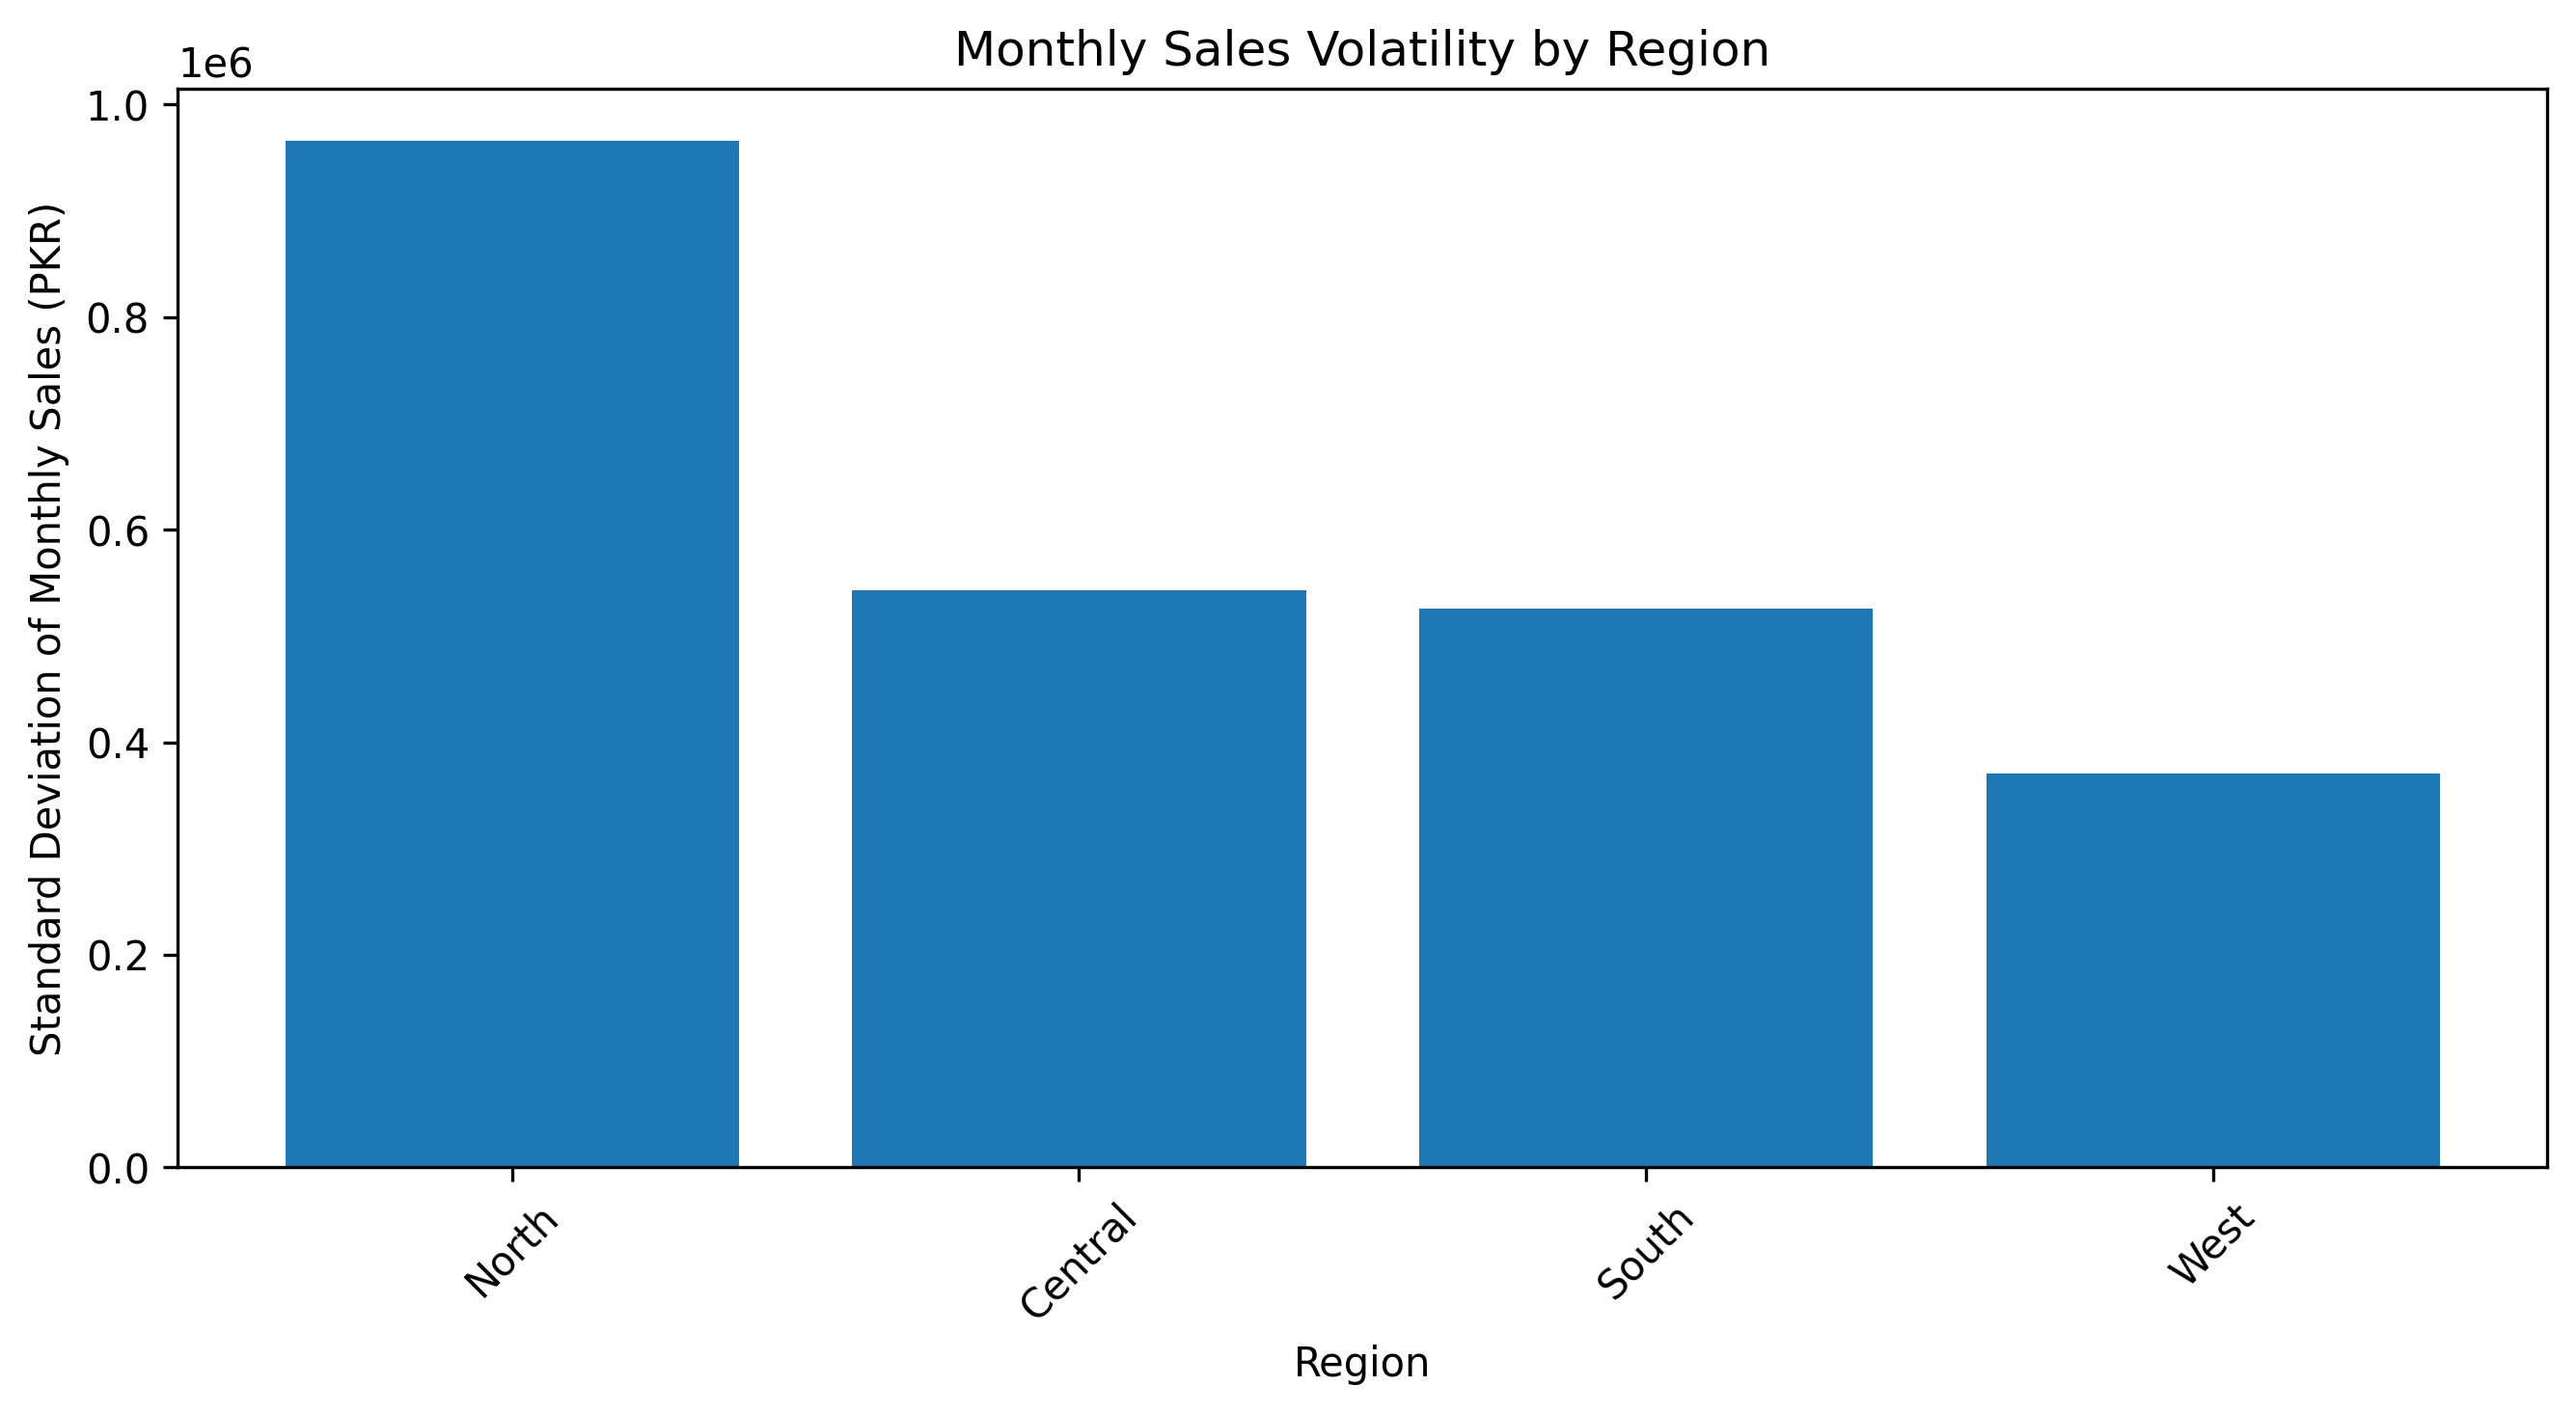 Monthly Sales Volatility by Region
1e6
Standard Deviation of Monthly Sales (PKR)
1.0
0.8
0.6
0.4
0.2
0.0
North
Central
South
West
Region